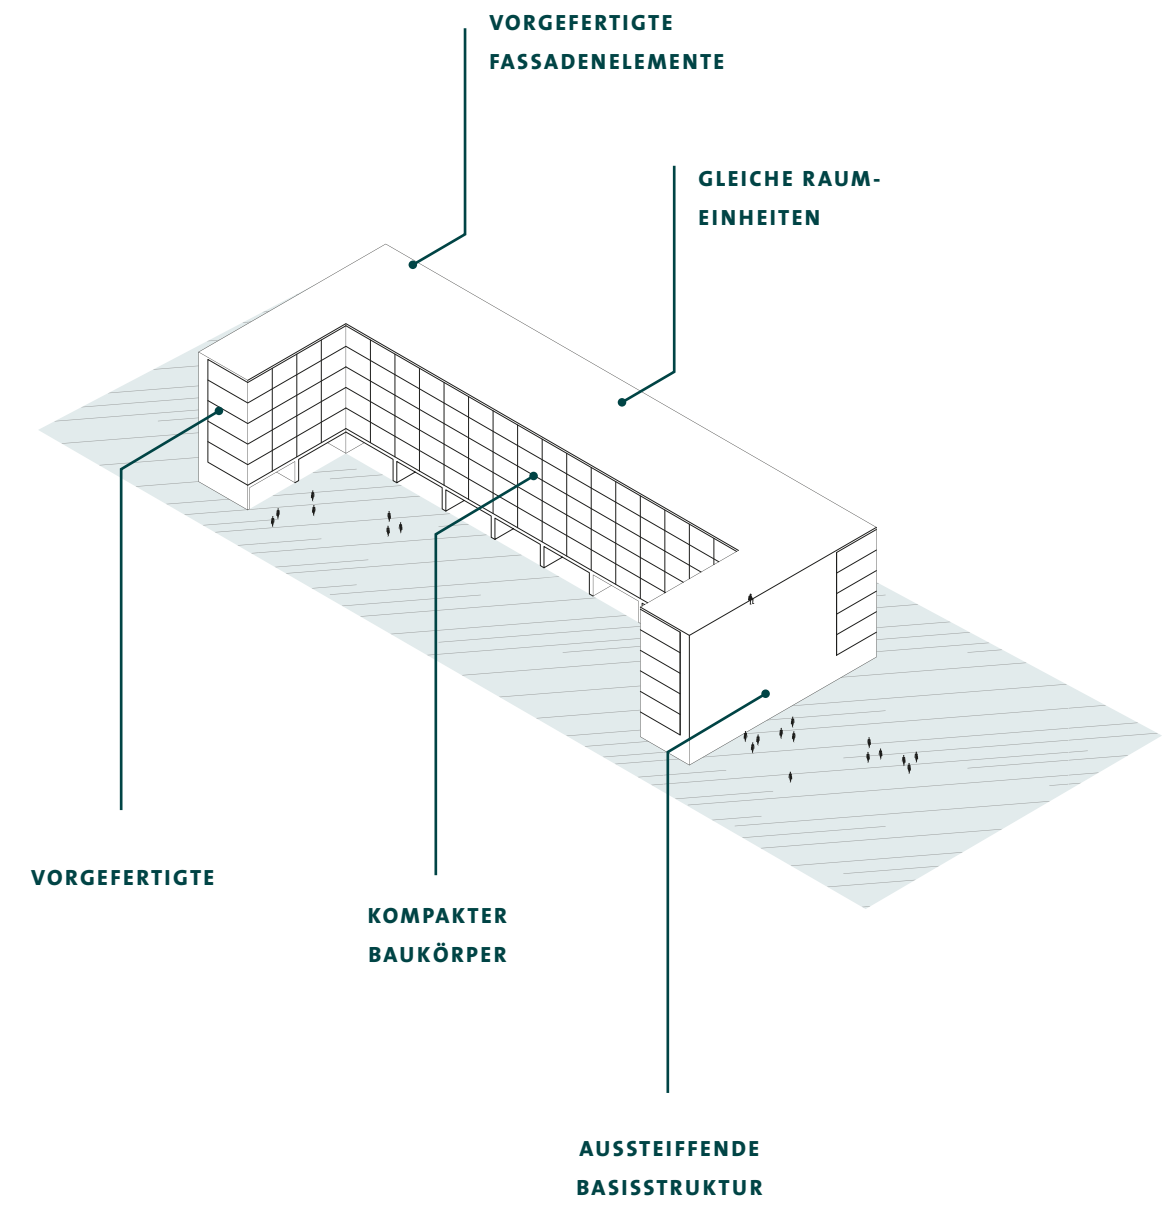 VORGEFERTIGTE
FASSADENELEMENTE
GLEICHE RAUM-
EINHEITEN
VORGEFERTIGTE
KOMPAKTER
BAUKÖRPER
AUSSTEIFFENDE
BASISSTRUKTUR